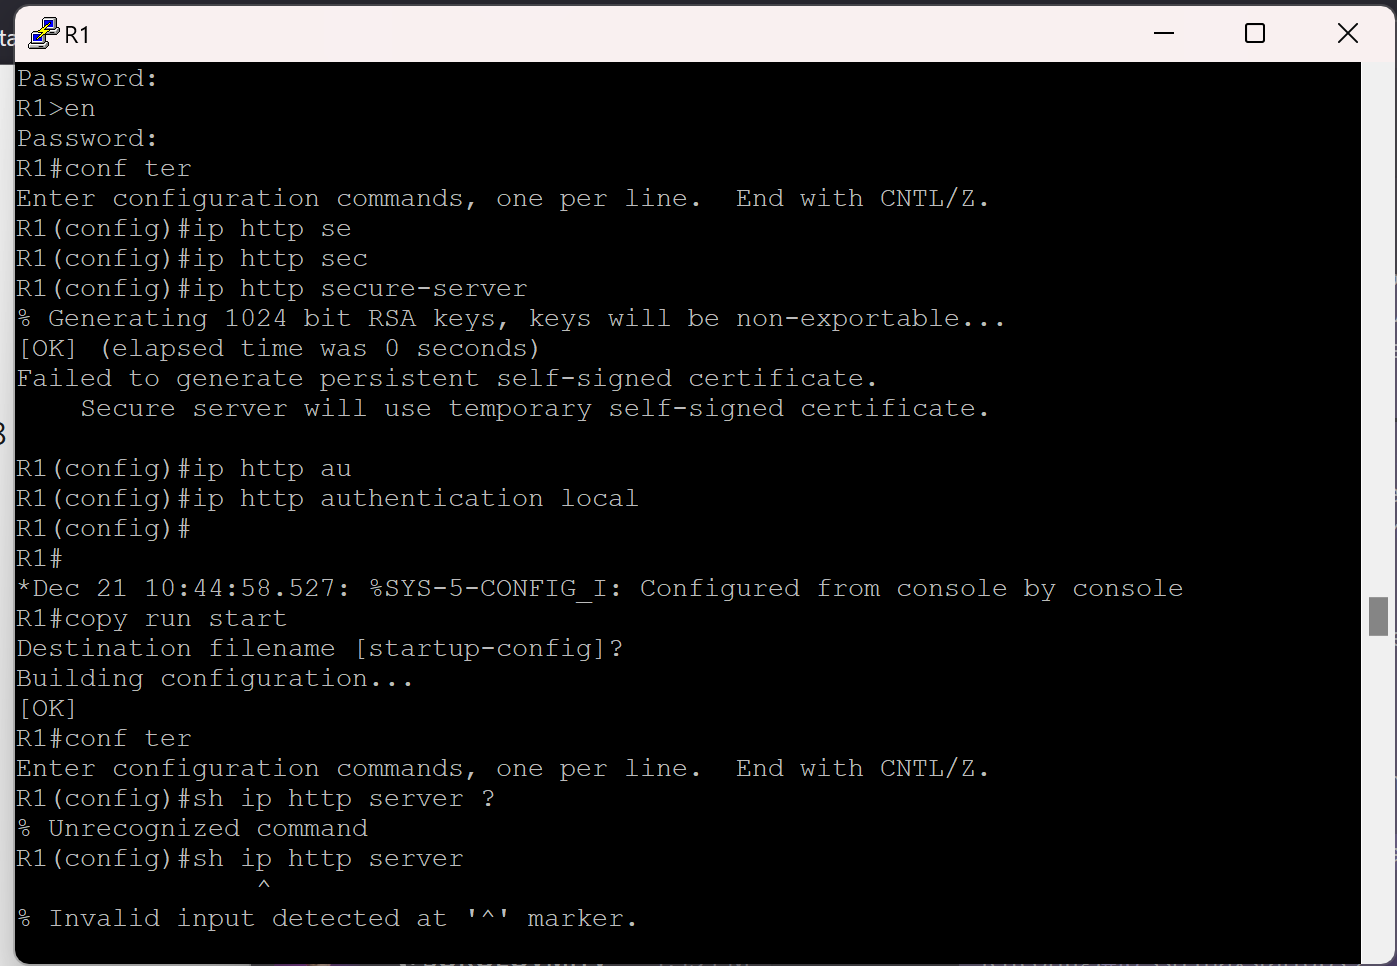 R1
Password:
R1>en
Password:
R1#conf ter
Enter configuration commands, one per line.  End with CNTL/Z.
R1(config)#ip http se
R1(config)#ip http sec
R1(config)#ip http secure-server
% Generating 1024 bit RSA keys, keys will be non-exportable...
[OK] (elapsed time was 0 seconds)
Failed to generate persistent self-signed certificate.
    Secure server will use temporary self-signed certificate.

R1(config)#ip http au
R1(config)#ip http authentication local
R1(config)#
R1#
*Dec 21 10:44:58.527: %SYS-5-CONFIG_I: Configured from console by console
R1#copy run start
Destination filename [startup-config]?
Building configuration...
[OK]
R1#conf ter
Enter configuration commands, one per line.  End with CNTL/Z.
R1(config)#sh ip http server ?
% Unrecognized command
R1(config)#sh ip http server
               ^
% Invalid input detected at '^' marker.